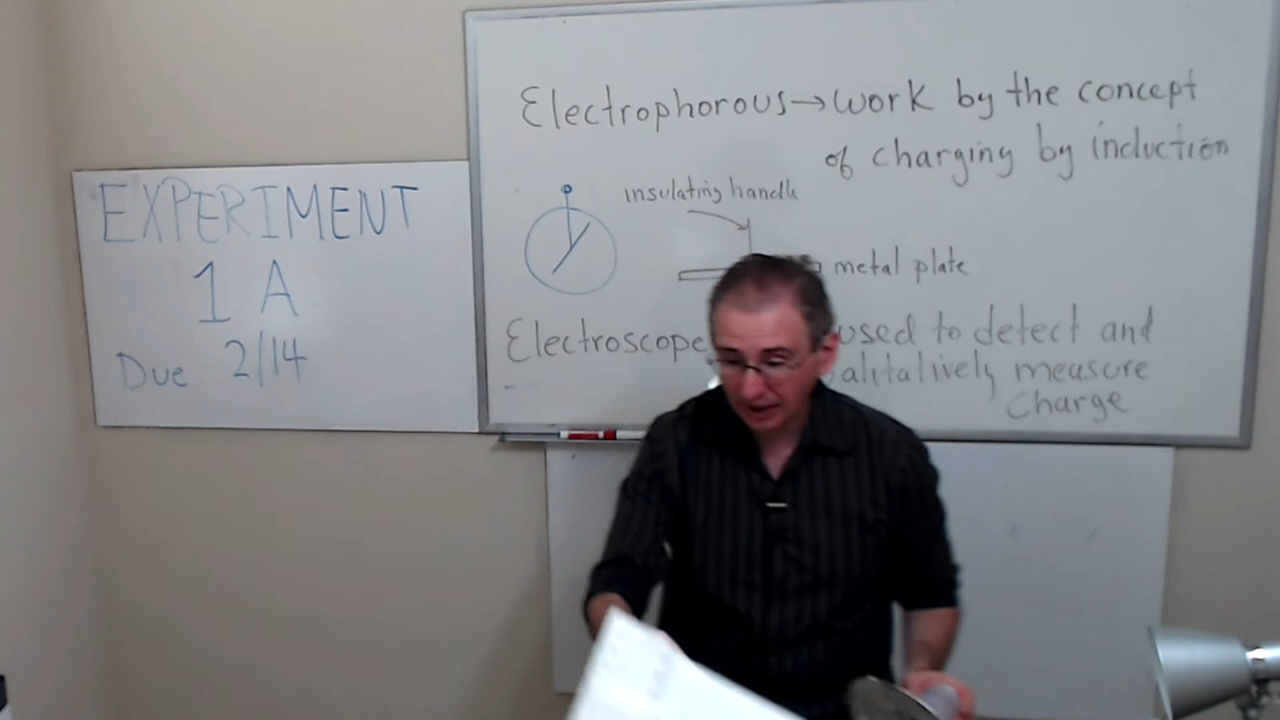 EXPERIMENT
1 A
Due 2/14
Electrophorous → work by the concept
of charging by induction
insulating handle
metal plate
Electroscope used to detect and
measure
Charge